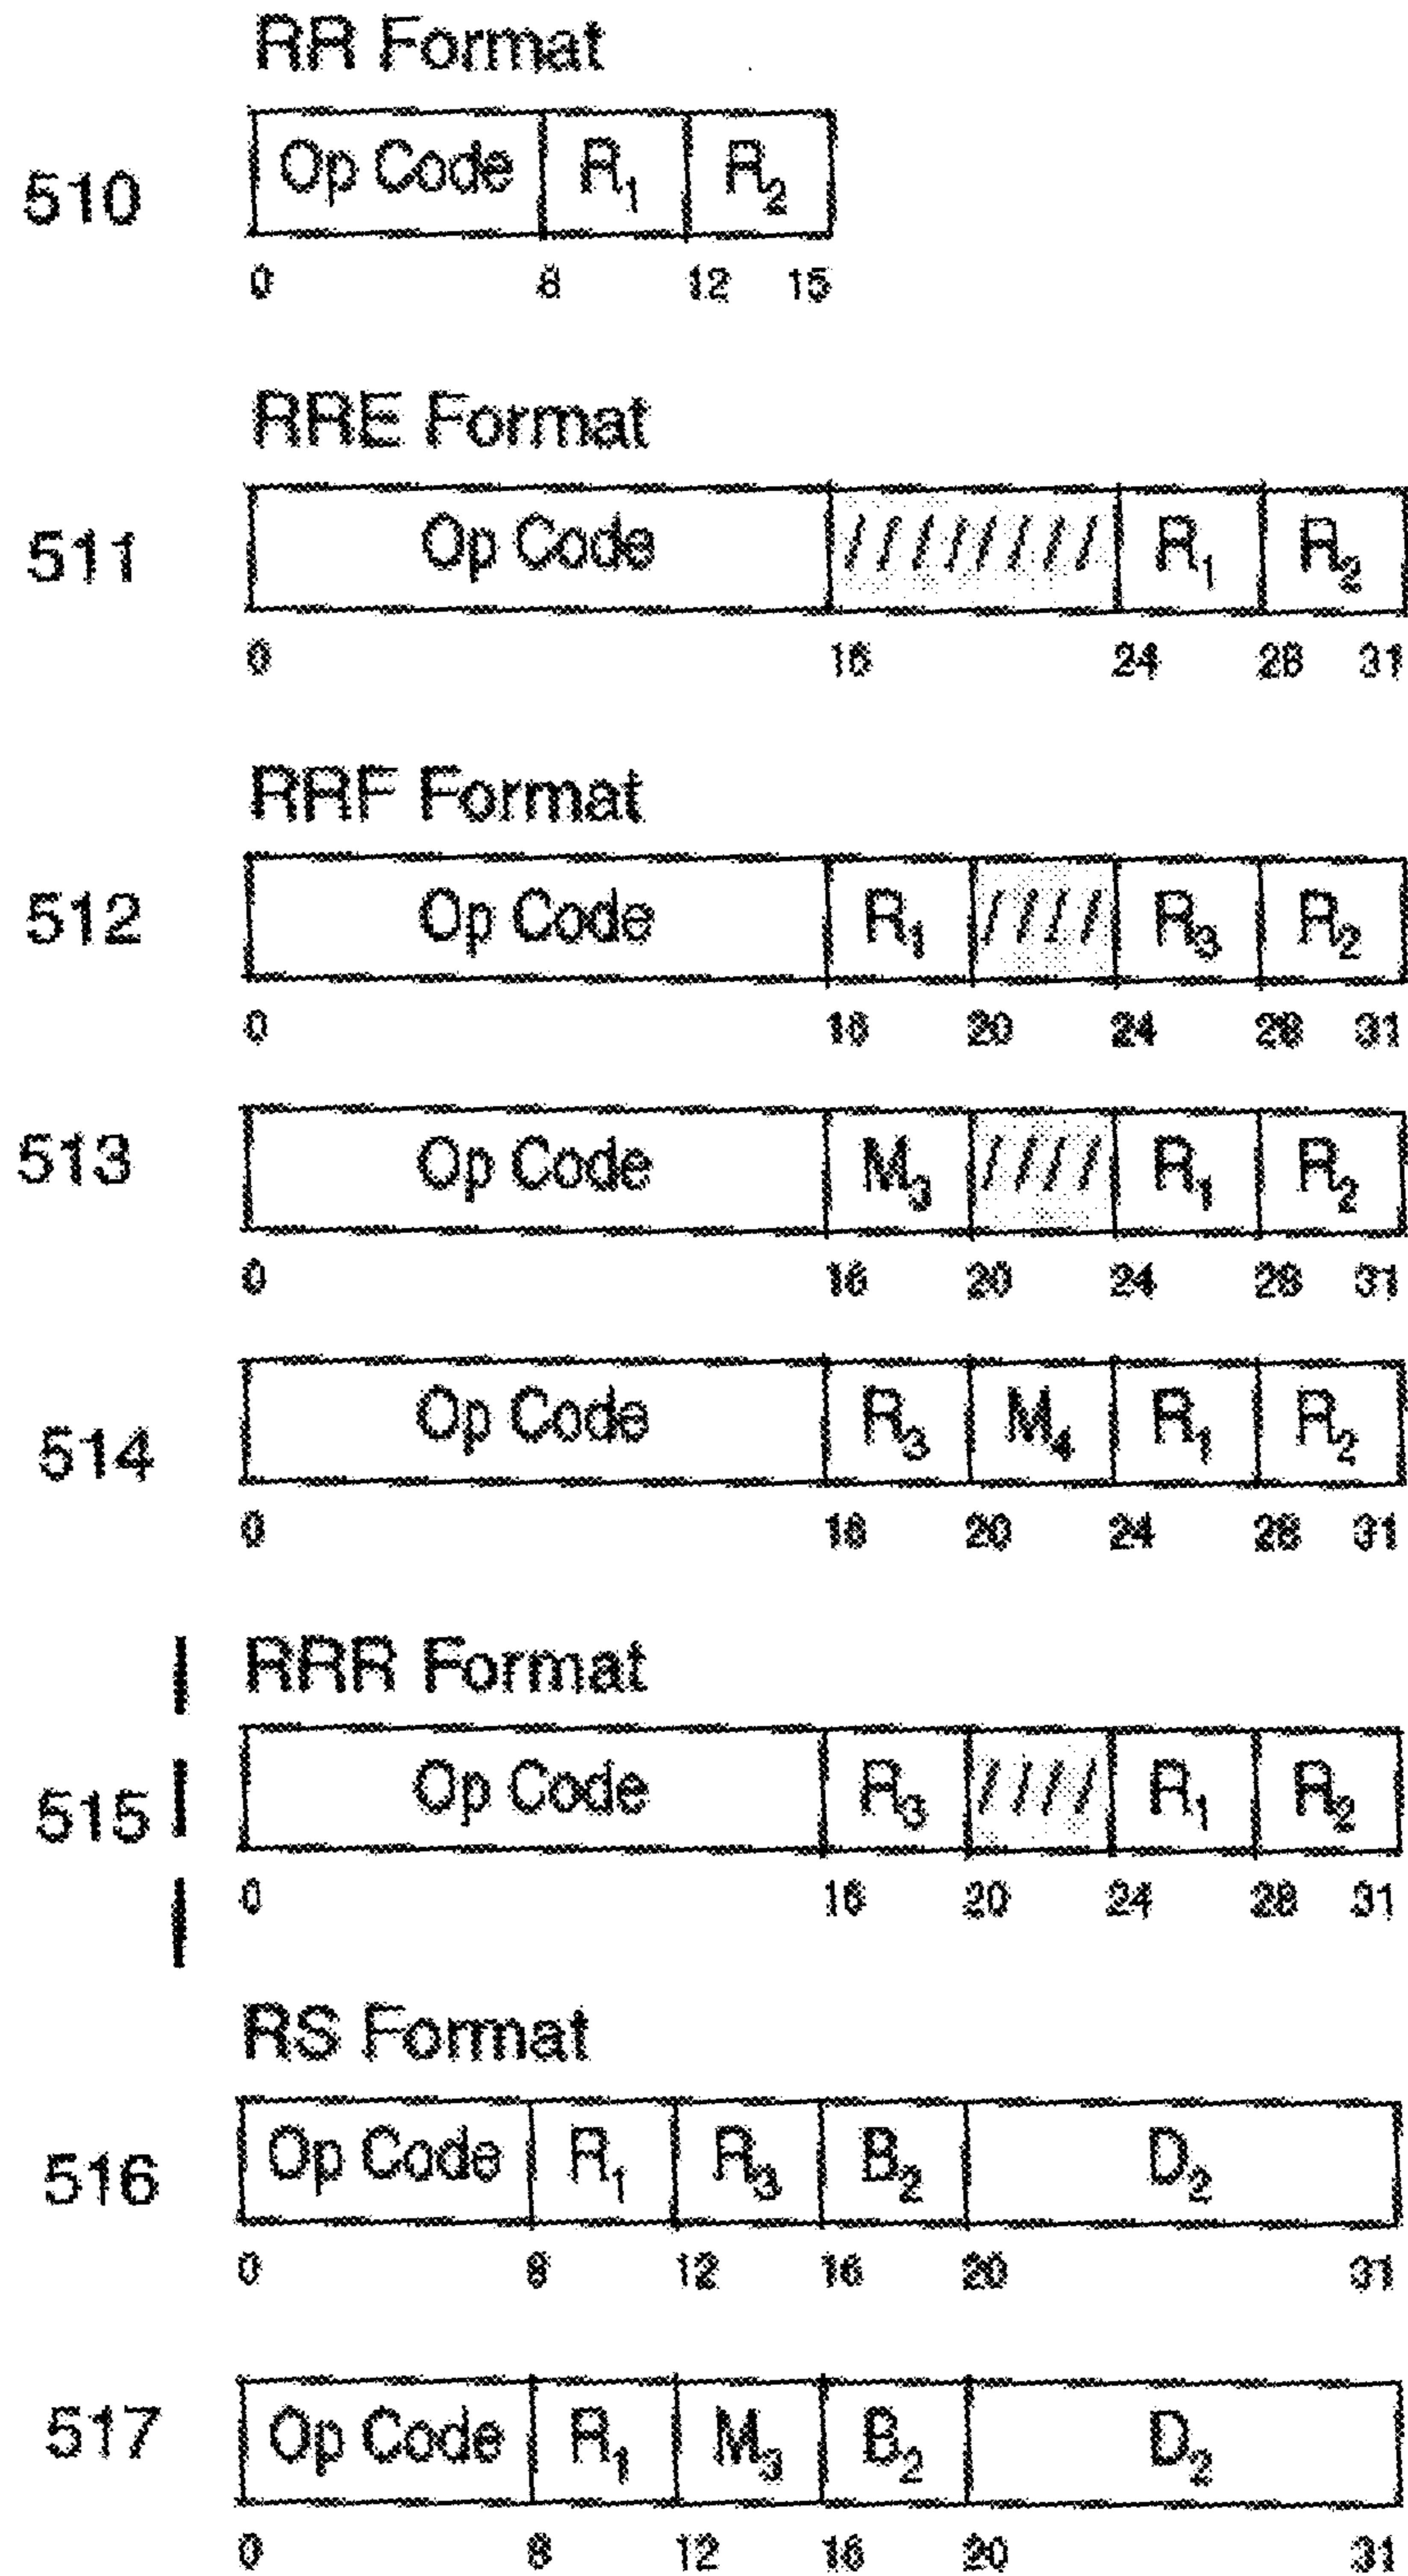 RR Format
510 Op Code R₁ R₂
0 8 12 15
RRE Format
511 Op Code //////// R₁ R₂
0 16 24 28 31
RRF Format
512 Op Code R₁ //// R₃ R₂
0 16 20 24 28 31
513 Op Code M₃ //// R₁ R₂
0 16 20 24 28 31
514 Op Code R₃ M₄ R₁ R₂
0 16 20 24 28 31
RRR Format
515 Op Code R₃ //// R₁ R₂
0 16 20 24 28 31
RS Format
516 Op Code R₁ R₃ B₂ D₂
0 8 12 16 20 31
517 Op Code R₁ M₃ B₂ D₂
0 8 12 16 20 31